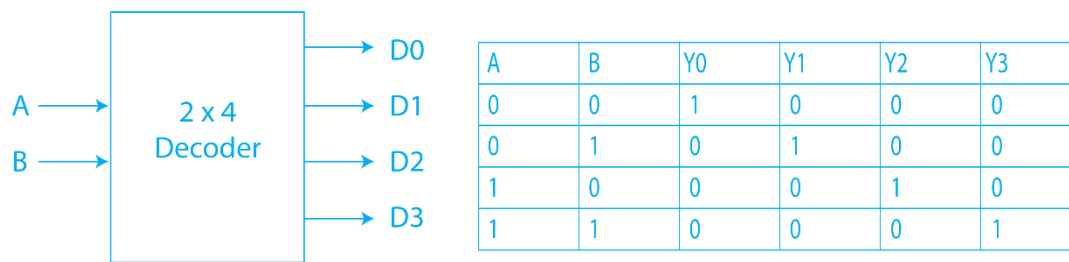 A
B
2 x 4
Decoder
D0
D1
D2
D3
A B Y0 Y1 Y2 Y3
0 0 1 0 0 0
0 1 0 1 0 0
1 0 0 0 1 0
1 1 0 0 0 1